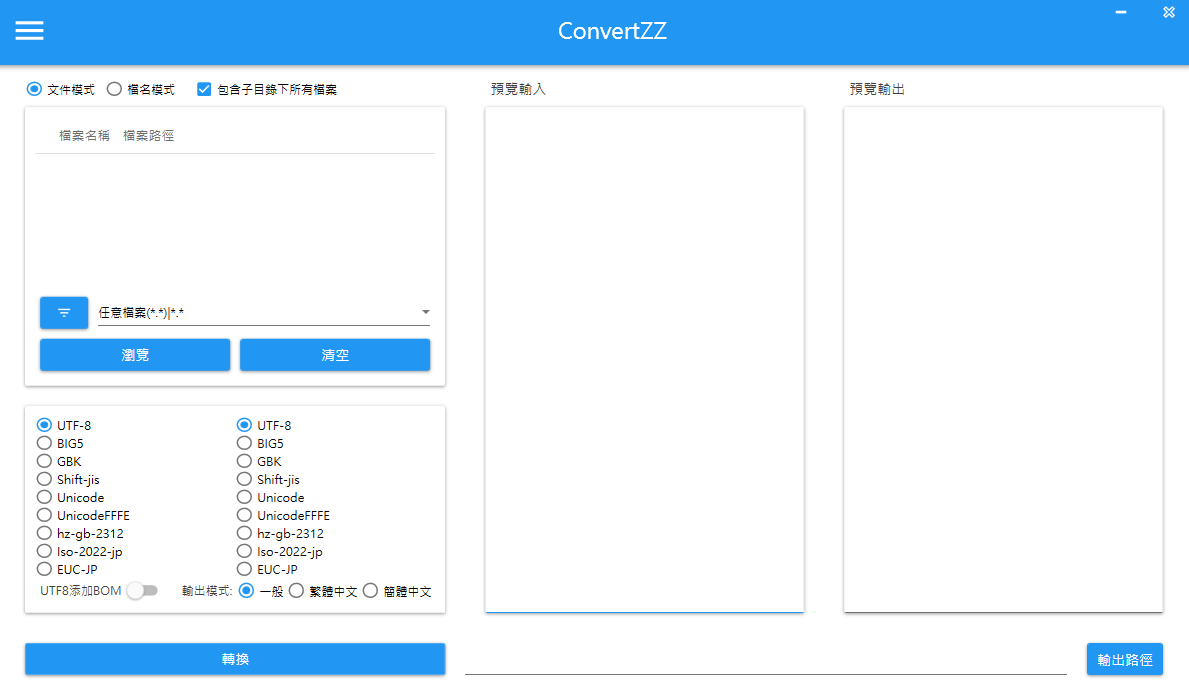 ConvertZZ
文件模式 檔名模式 包含子目錄下所有檔案
檔案名稱 檔案路徑
任意檔案(*.*)|*.*
瀏覽 清空
UTF-8 UTF-8
BIG5 BIG5
GBK GBK
Shift-jis Shift-jis
Unicode Unicode
UnicodeFFFE UnicodeFFFE
hz-gb-2312 hz-gb-2312
Iso-2022-jp Iso-2022-jp
EUC-JP EUC-JP
UTF8添加BOM 輸出模式: 一般 繁體中文 簡體中文
轉換
預覽輸入
預覽輸出
輸出路徑